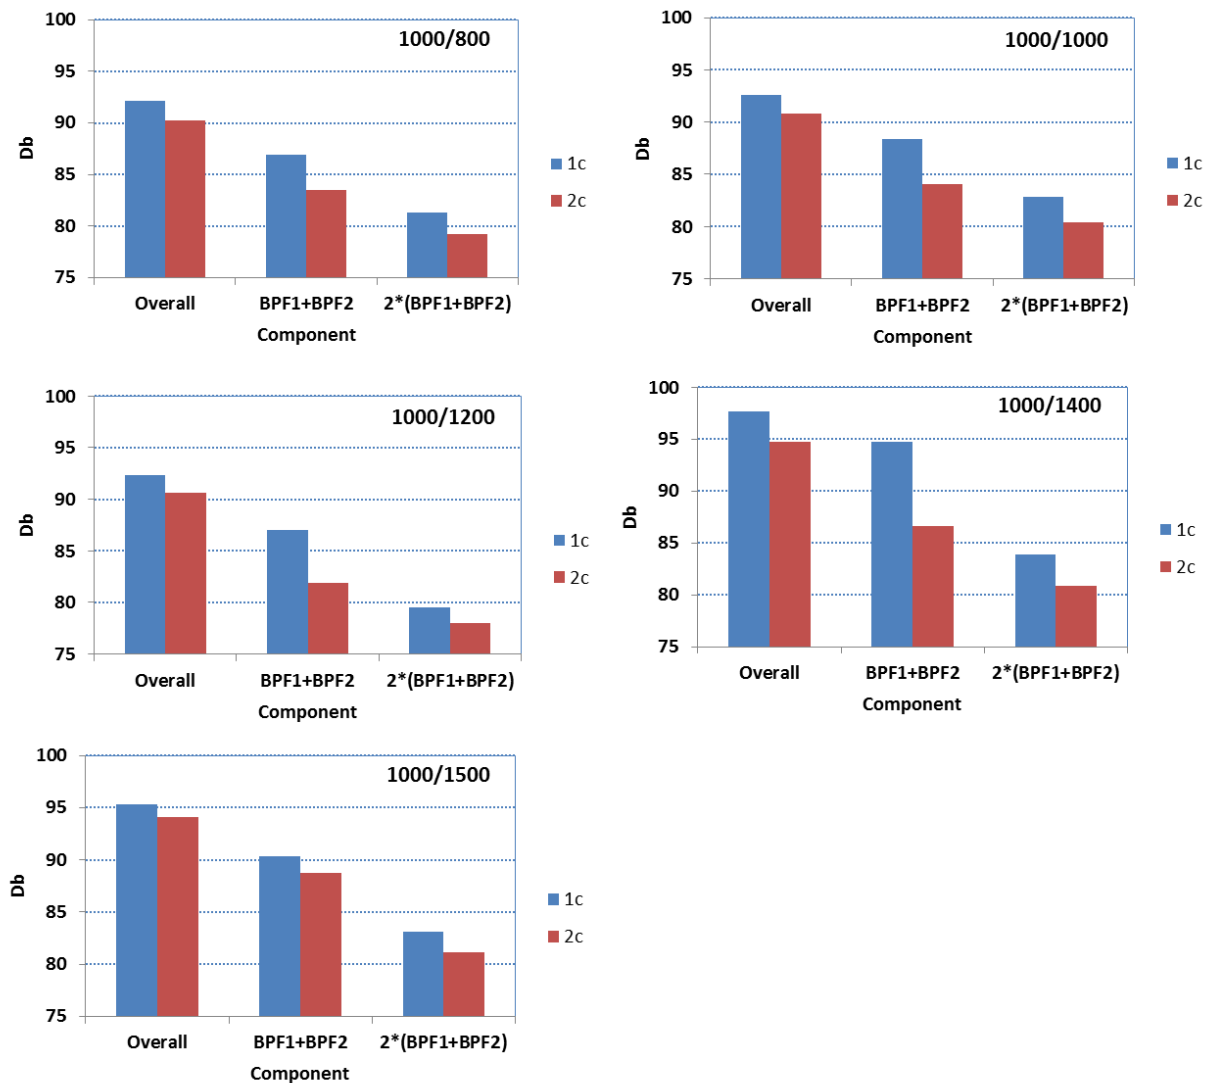 1000/800
100
95
90
85
80
75
Db
Overall
BPF1+BPF2
2*(BPF1+BPF2)
Component
1c
2c
1000/1000
100
95
90
85
80
75
Db
Overall
BPF1+BPF2
2*(BPF1+BPF2)
Component
1c
2c
1000/1200
100
95
90
85
80
75
Db
Overall
BPF1+BPF2
2*(BPF1+BPF2)
Component
1c
2c
1000/1400
100
95
90
85
80
75
Db
Overall
BPF1+BPF2
2*(BPF1+BPF2)
Component
1c
2c
1000/1500
100
95
90
85
80
75
Db
Overall
BPF1+BPF2
2*(BPF1+BPF2)
Component
1c
2c